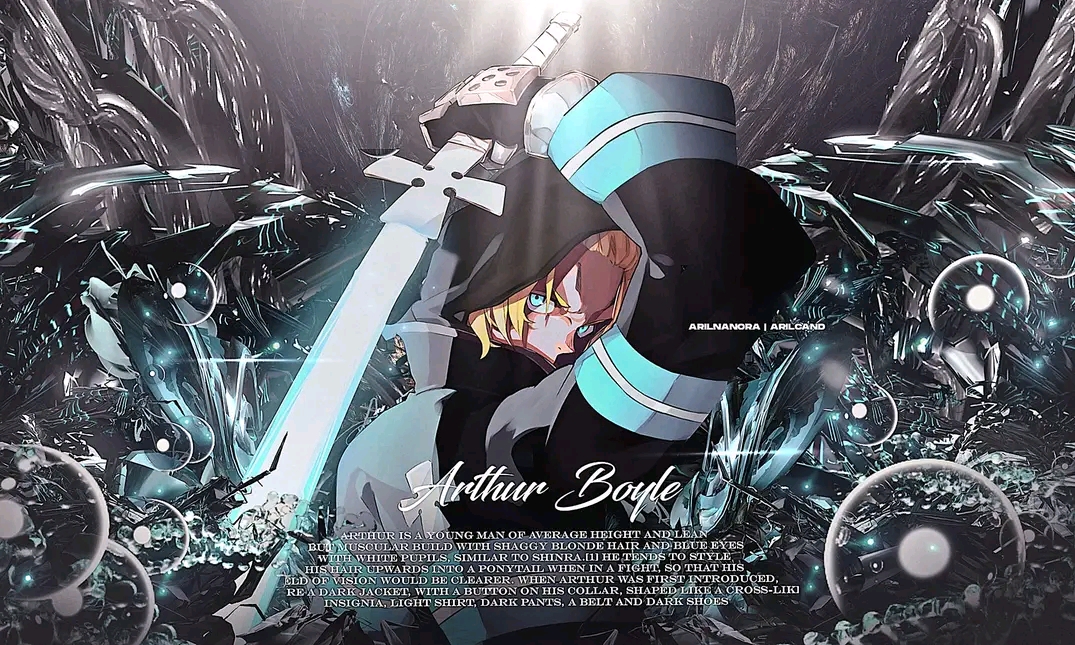 ARILNANORA | ARILCAND
Arthur Boyle
ARTHUR IS A YOUNG MAN OF AVERAGE HEIGHT AND LEAN
BUT MUSCULAR BUILD WITH SHAGGY BLONDE HAIR AND BLUE EYES
WITH WHITE PUPILS, SIMILAR TO SHINRA.[1] HE TENDS TO STYLE
HIS HAIR UPWARDS INTO A PONYTAIL WHEN IN A FIGHT, SO THAT HIS
ELD OF VISION WOULD BE CLEARER. WHEN ARTHUR WAS FIRST INTRODUCED,
RE A DARK JACKET, WITH A BUTTON ON HIS COLLAR, SHAPED LIKE A CROSS-LIKI
INSIGNIA, LIGHT SHIRT, DARK PANTS, A BELT AND DARK SHOES